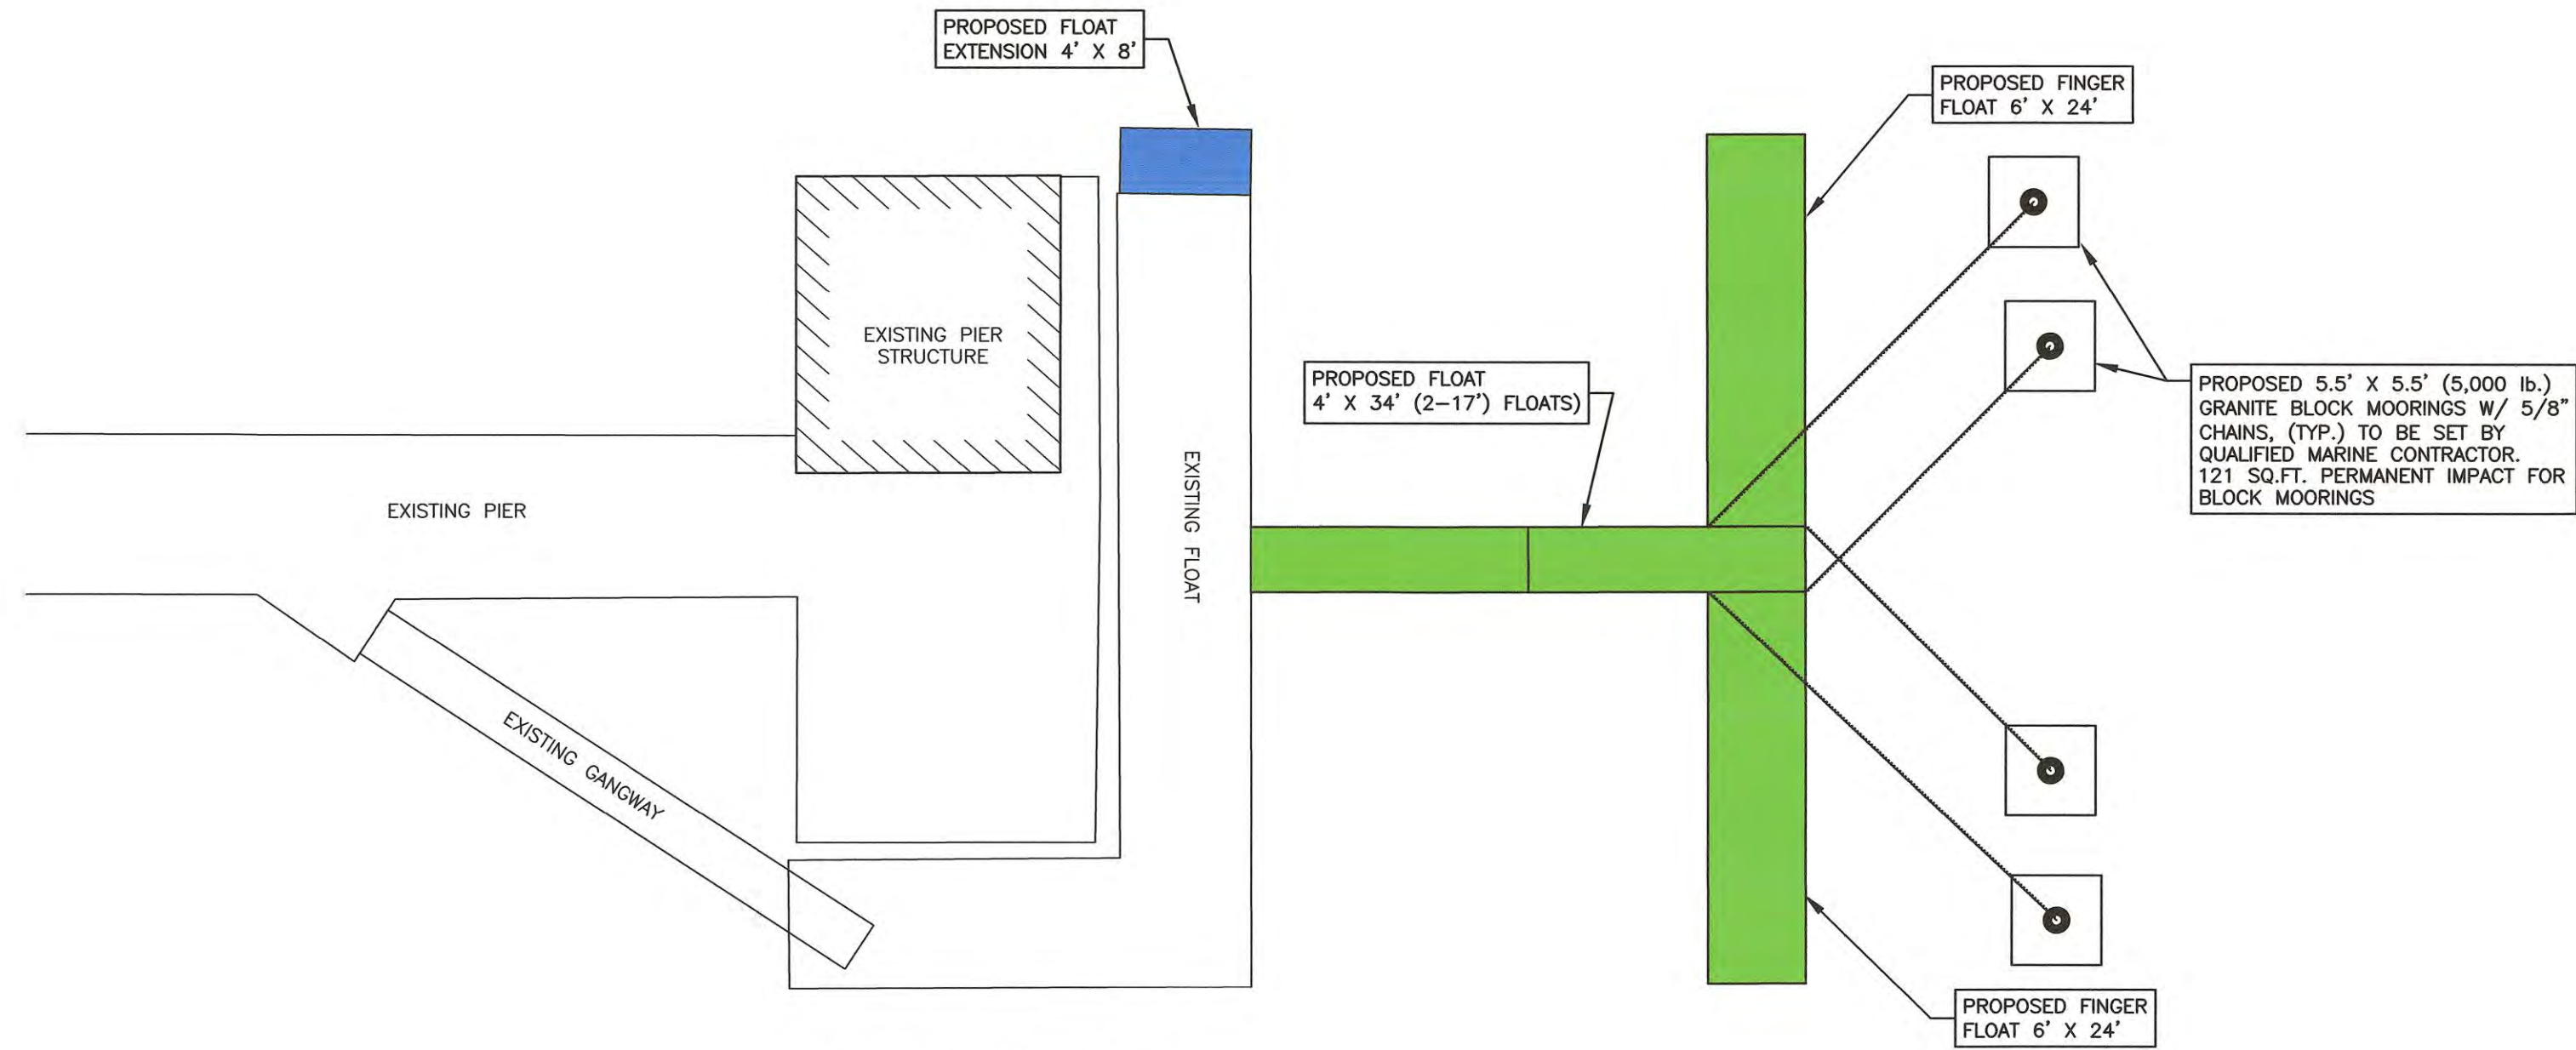 PROPOSED FLOAT
EXTENSION 4' X 8'
PROPOSED FINGER
FLOAT 6' X 24'
EXISTING PIER
STRUCTURE
PROPOSED FLOAT
4' X 34' (2-17') FLOATS)
PROPOSED 5.5' X 5.5' (5,000 lb.)
GRANITE BLOCK MOORINGS W/ 5/8"
CHAINS, (TYP.) TO BE SET BY
QUALIFIED MARINE CONTRACTOR.
121 SQ.FT. PERMANENT IMPACT FOR
BLOCK MOORINGS
EXISTING PIER
EXISTING FLOAT
EXISTING GANGWAY
PROPOSED FINGER
FLOAT 6' X 24'